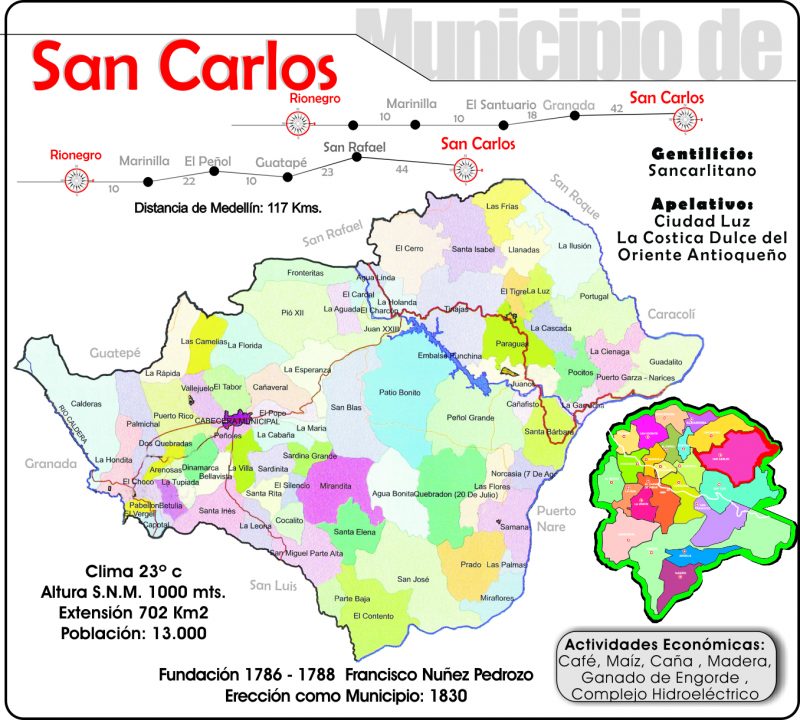 Municipio de
San Carlos
Rionegro
Marinilla
El Santuario
Granada
San Carlos
10
10
18
42
Rionegro
Marinilla
El Peñol
Guatapé
San Rafael
San Carlos
10
22
10
23
44
Distancia de Medellín: 117 Kms.
Gentilicio:
Sancarlitano
Apelativo:
Ciudad Luz
La Costica Dulce del
Oriente Antioqueño
San Rafael
San Roque
Caracolí
Guatapé
Granada
San Luis
Puerto
Nare
RIO CALDERA
Las Frías
El Cerro
Santa Isabel
Llanadas
La Ilusión
Fronteritas
Agua Linda
El Cardal
La Holanda
La Aguada
El Charcón
Pió XII
Juan XXIII
Tinajas
El Tigre
La Luz
Portugal
La Cascada
Paraguas
La Cienaga
Guadalito
Embalse Punchina
Pocitos
Puerto Garza - Narices
Juanes
Las Camelias
La Florida
La Esperanza
La Rápida
Vallejuelo
El Tabor
Cañaveral
Patio Bonito
Calderas
Puerto Rico
El Popo
San Blas
Cañafisto
Palmichal
CABECERA MUNICIPAL
La Maria
Peñol Grande
Santa Bárbara
Dos Quebradas
Peñoles
La Cabaña
La Hondita
Arenosas
Dinamarca
La Villa
Sardina Grande
Sardinita
El Choco
La Tupiada
Bellavista
Norcasia (7 De Ago
El Silencio
Mirandita
Las Flores
Santa Rita
Agua Bonita
Quebradon (20 De Julio)
Pabellon
Betulia
El Vergel
Santa Inés
Cocalito
Capotal
La Leona
Santa Elena
Samana
San Miguel Parte Alta
Prado
Las Palmas
San José
Parte Baja
Miraflores
El Contento
Clima 23° c
Altura S.N.M. 1000 mts.
Extensión 702 Km2
Población: 13.000
Fundación 1786 - 1788 Francisco Nuñez Pedrozo
Erección como Municipio: 1830
Actividades Económicas:
Café, Maíz, Caña , Madera,
Ganado de Engorde ,
Complejo Hidroeléctrico